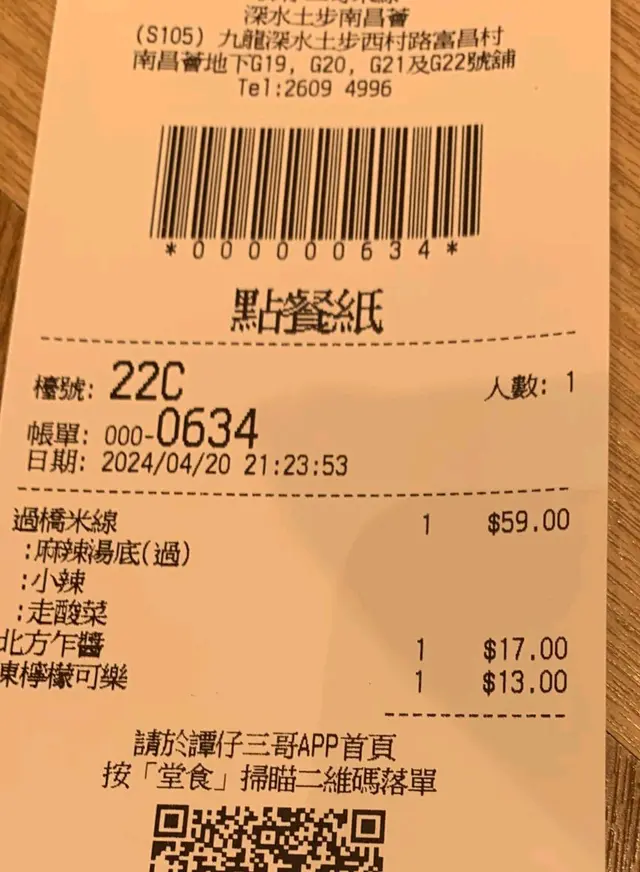 深水土步南昌薈
(S105) 九龍深水土步西村路富昌村
南昌薈地下G19, G20, G21及G22號舖
Tel:2609 4996
*000000634*
點餐紙
檯號: 22C 人數: 1
帳單: 000-0634
日期: 2024/04/20 21:23:53
過橋米線 1 $59.00
:麻辣湯底(過)
:小辣
:走酸菜
北方乍醬 1 $17.00
凍檸檬可樂 1 $13.00
請於譚仔三哥APP首頁
按「堂食」掃瞄二維碼落單